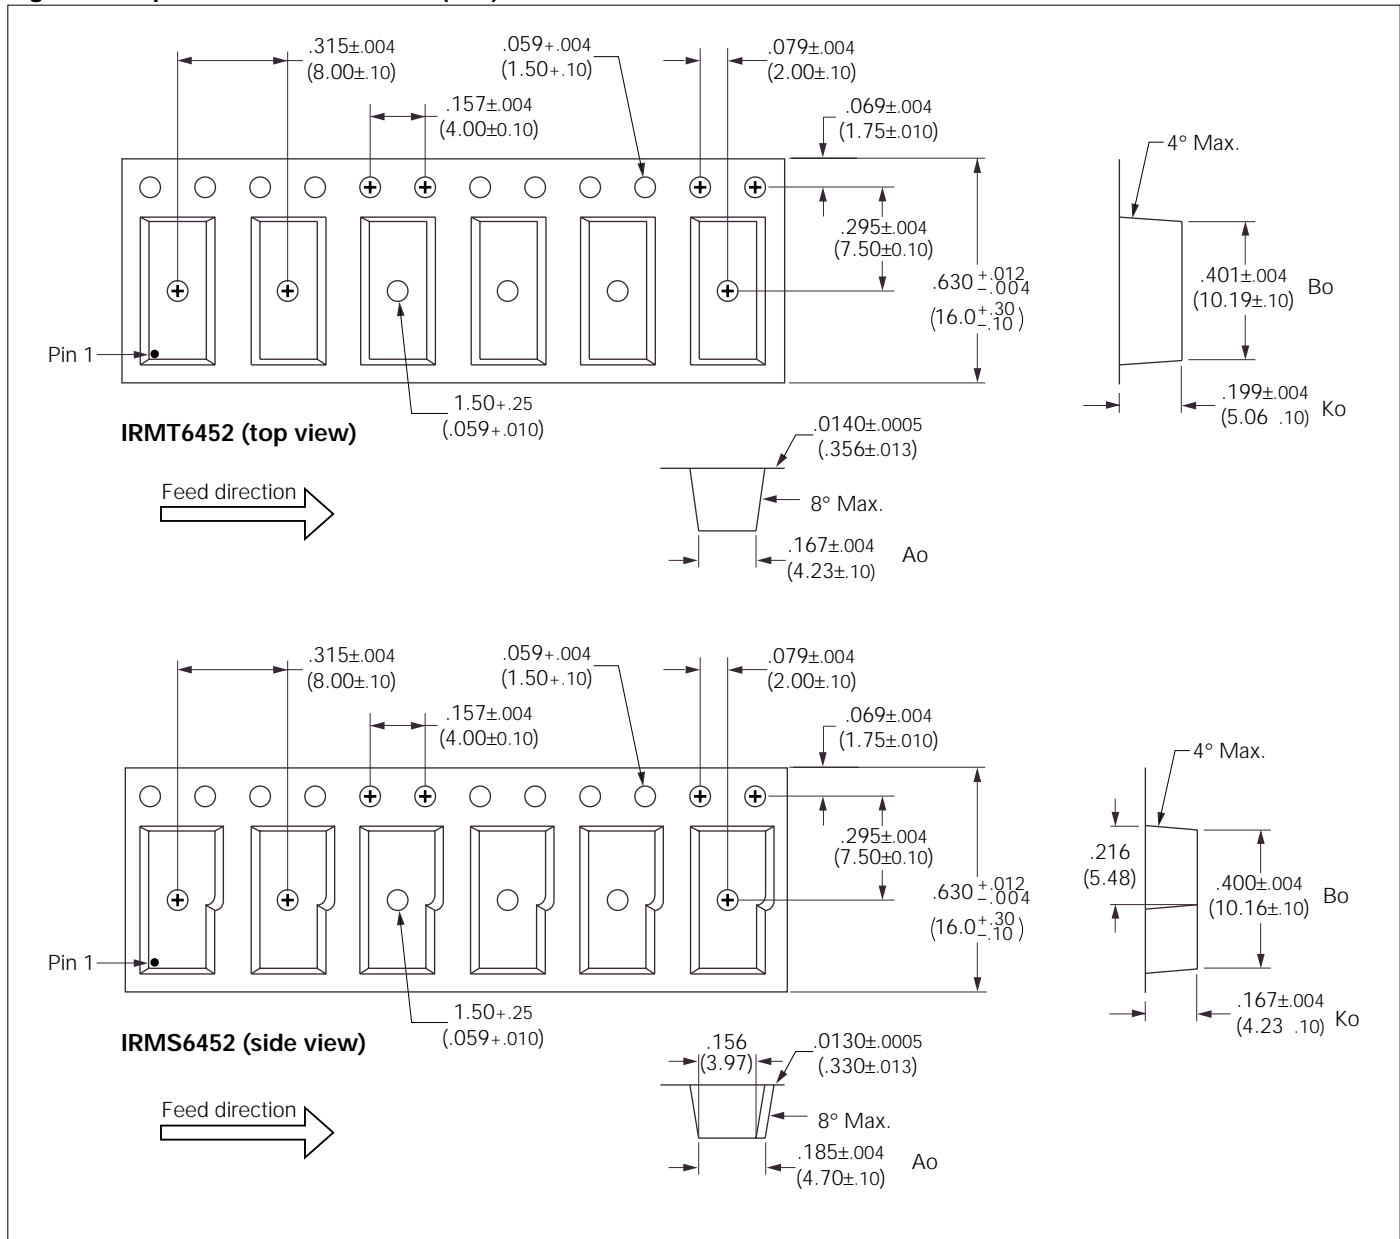 .315±.004
(8.00±.10)
.059+.004
(1.50+.10)
.079±.004
(2.00±.10)
.157±.004
(4.00±0.10)
.069±.004
(1.75±.010)
4° Max.
.295±.004
(7.50±0.10)
.630 +.012 –.004
(16.0 +.30 –.10 )
.401±.004
(10.19±.10) Bo
Pin 1
1.50+.25
(.059+.010)
.199±.004
(5.06 .10) Ko
IRMT6452 (top view)
.0140±.0005
(.356±.013)
Feed direction
8° Max.
.167±.004
(4.23±.10) Ao
.315±.004
(8.00±.10)
.059+.004
(1.50+.10)
.079±.004
(2.00±.10)
.157±.004
(4.00±0.10)
.069±.004
(1.75±.010)
4° Max.
.295±.004
(7.50±0.10)
.630 +.012 –.004
(16.0 +.30 –.10 )
.216
(5.48)
.400±.004
(10.16±.10) Bo
Pin 1
1.50+.25
(.059+.010)
.167±.004
(4.23 .10) Ko
IRMS6452 (side view)
.156
(3.97)
.0130±.0005
(.330±.013)
Feed direction
8° Max.
.185±.004
(4.70±.10) Ao